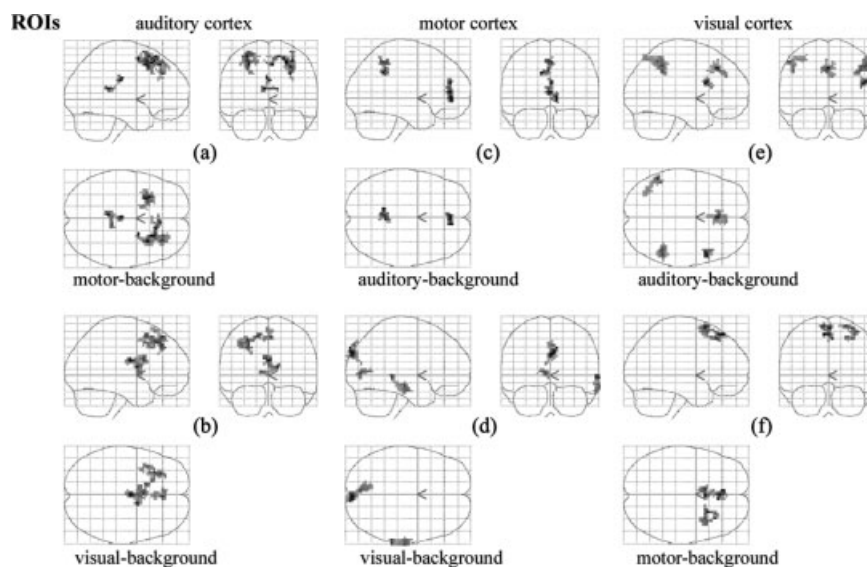 ROIs auditory cortex motor cortex visual cortex
(a) (c) (e)
motor-background auditory-background auditory-background
(b) (d) (f)
visual-background visual-background motor-background